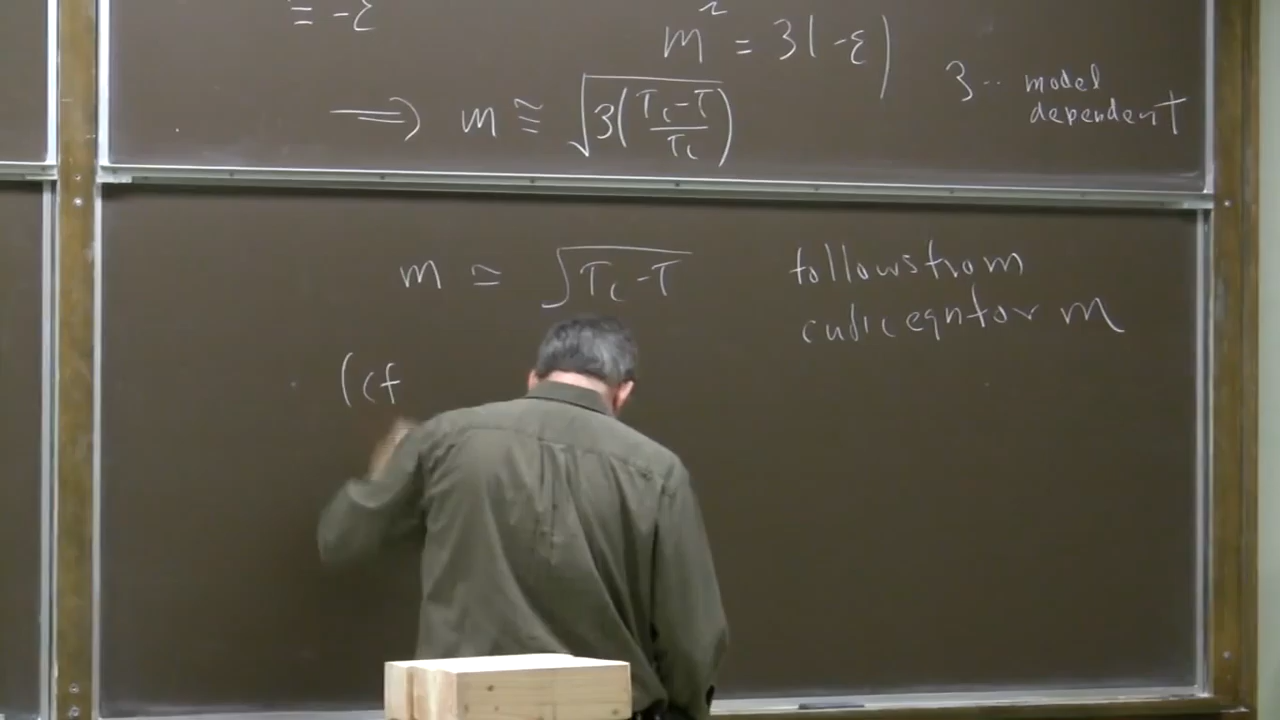 ≡ -ε
m² = 3(-ε)
3 -- model
dependent
⟹ m ≅ √(3((T_c-T)/T_c))
m ≃ √(T_c-T)
follows from
cubic eqn for m
(cf